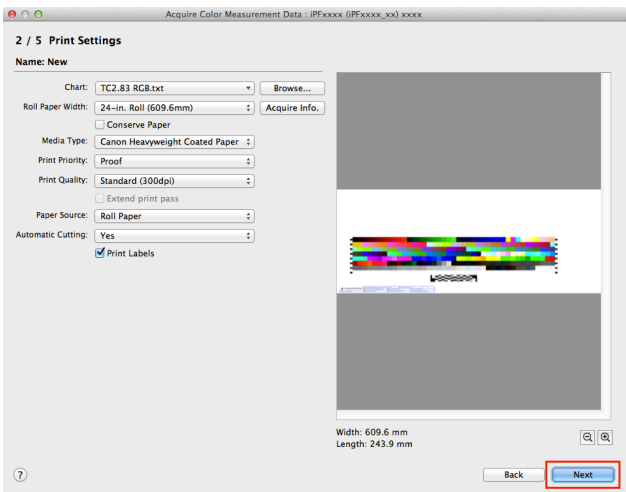 Acquire Color Measurement Data : iPFxxxx (iPFxxxx_xx) xxxx
2 / 5 Print Settings
Name: New
Chart: TC2.83 RGB.txt Browse...
Roll Paper Width: 24-in. Roll (609.6mm) Acquire Info.
Conserve Paper
Media Type: Canon Heavyweight Coated Paper
Print Priority: Proof
Print Quality: Standard (300dpi)
Extend print pass
Paper Source: Roll Paper
Automatic Cutting: Yes
Print Labels
Width: 609.6 mm
Length: 243.9 mm
? Back Next